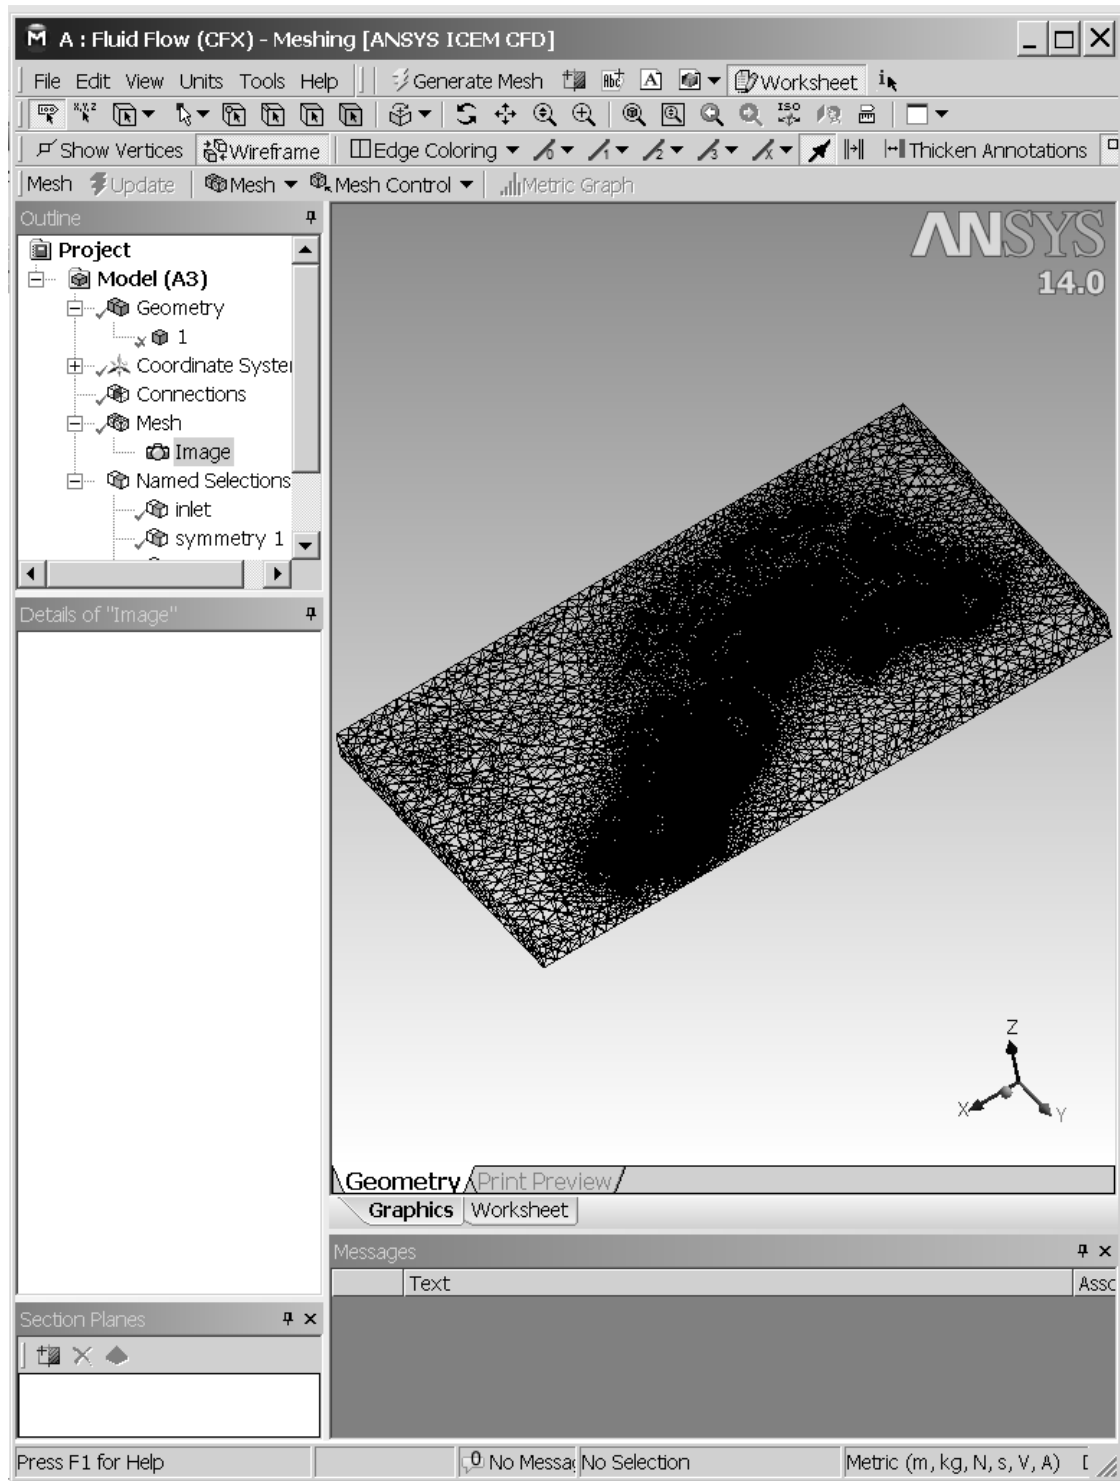 A : Fluid Flow (CFX) - Meshing [ANSYS ICEM CFD]
File Edit View Units Tools Help Generate Mesh Worksheet
Show Vertices Wireframe Edge Coloring Thicken Annotations
Mesh Update Mesh Mesh Control Metric Graph
Outline
Project
Model (A3)
Geometry
1
Coordinate System
Connections
Mesh
Image
Named Selections
inlet
symmetry 1
Details of "Image"
ANSYS
14.0
Z
X
Y
Geometry Print Preview
Graphics Worksheet
Messages
Text Assc
Section Planes
Press F1 for Help 0 No Messa No Selection Metric (m, kg, N, s, V, A)